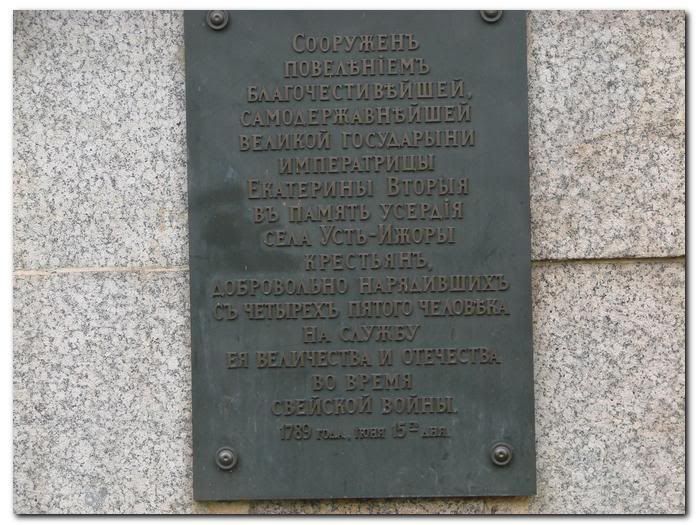 Сооруженъ
повелѣніемъ
благочестивѣйшей,
самодержавнѣйшей
великой государыни
императрицы
Екатерины Вторыя
въ память усердія
села Усть-Ижоры
крестьянъ,
добровольно нарядившихъ
съ четырехъ пятого человѣка
на службу
ея величества и отечества
во время
свейской войны.
1789 года, іюня 15го дня.